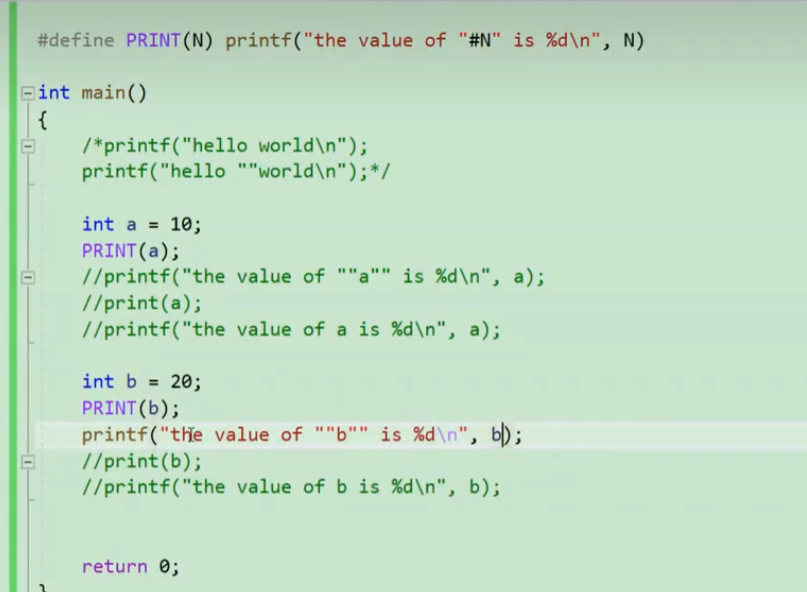 #define PRINT(N) printf("the value of "#N" is %d\n", N)
int main()
{
/*printf("hello world\n");
printf("hello ""world\n");*/
int a = 10;
PRINT(a);
//printf("the value of ""a"" is %d\n", a);
//print(a);
//printf("the value of a is %d\n", a);
int b = 20;
PRINT(b);
printf("the value of ""b"" is %d\n", b);
//print(b);
//printf("the value of b is %d\n", b);
return 0;
}